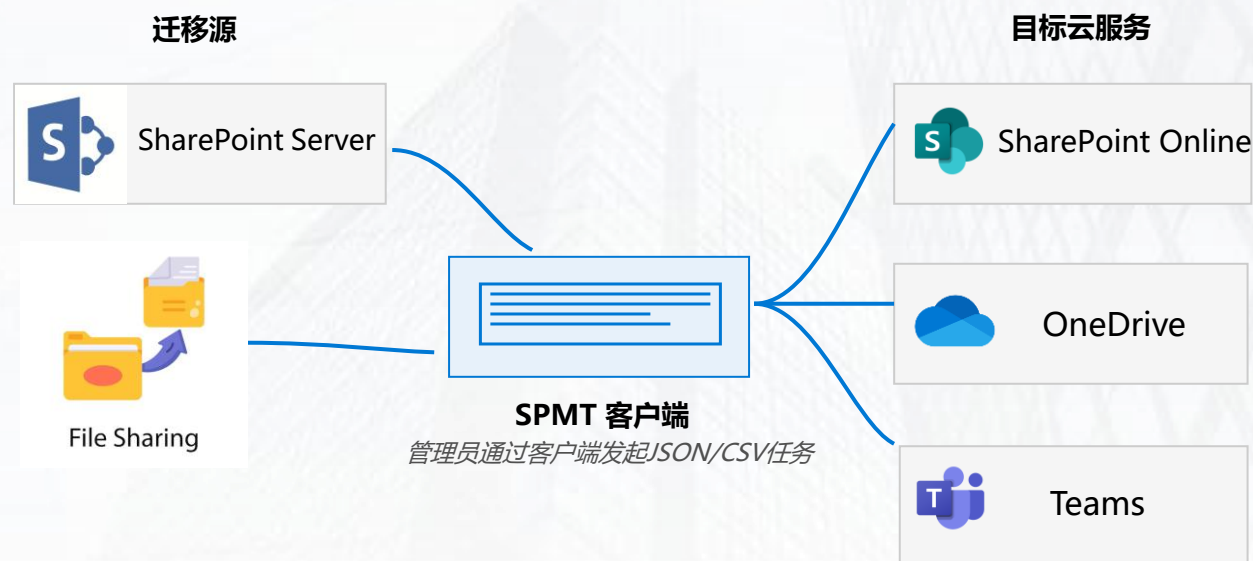 迁移源
目标云服务
S
SharePoint Server
S
SharePoint Online
OneDrive
File Sharing
SPMT 客户端
管理员通过客户端发起JSON/CSV任务
T
Teams